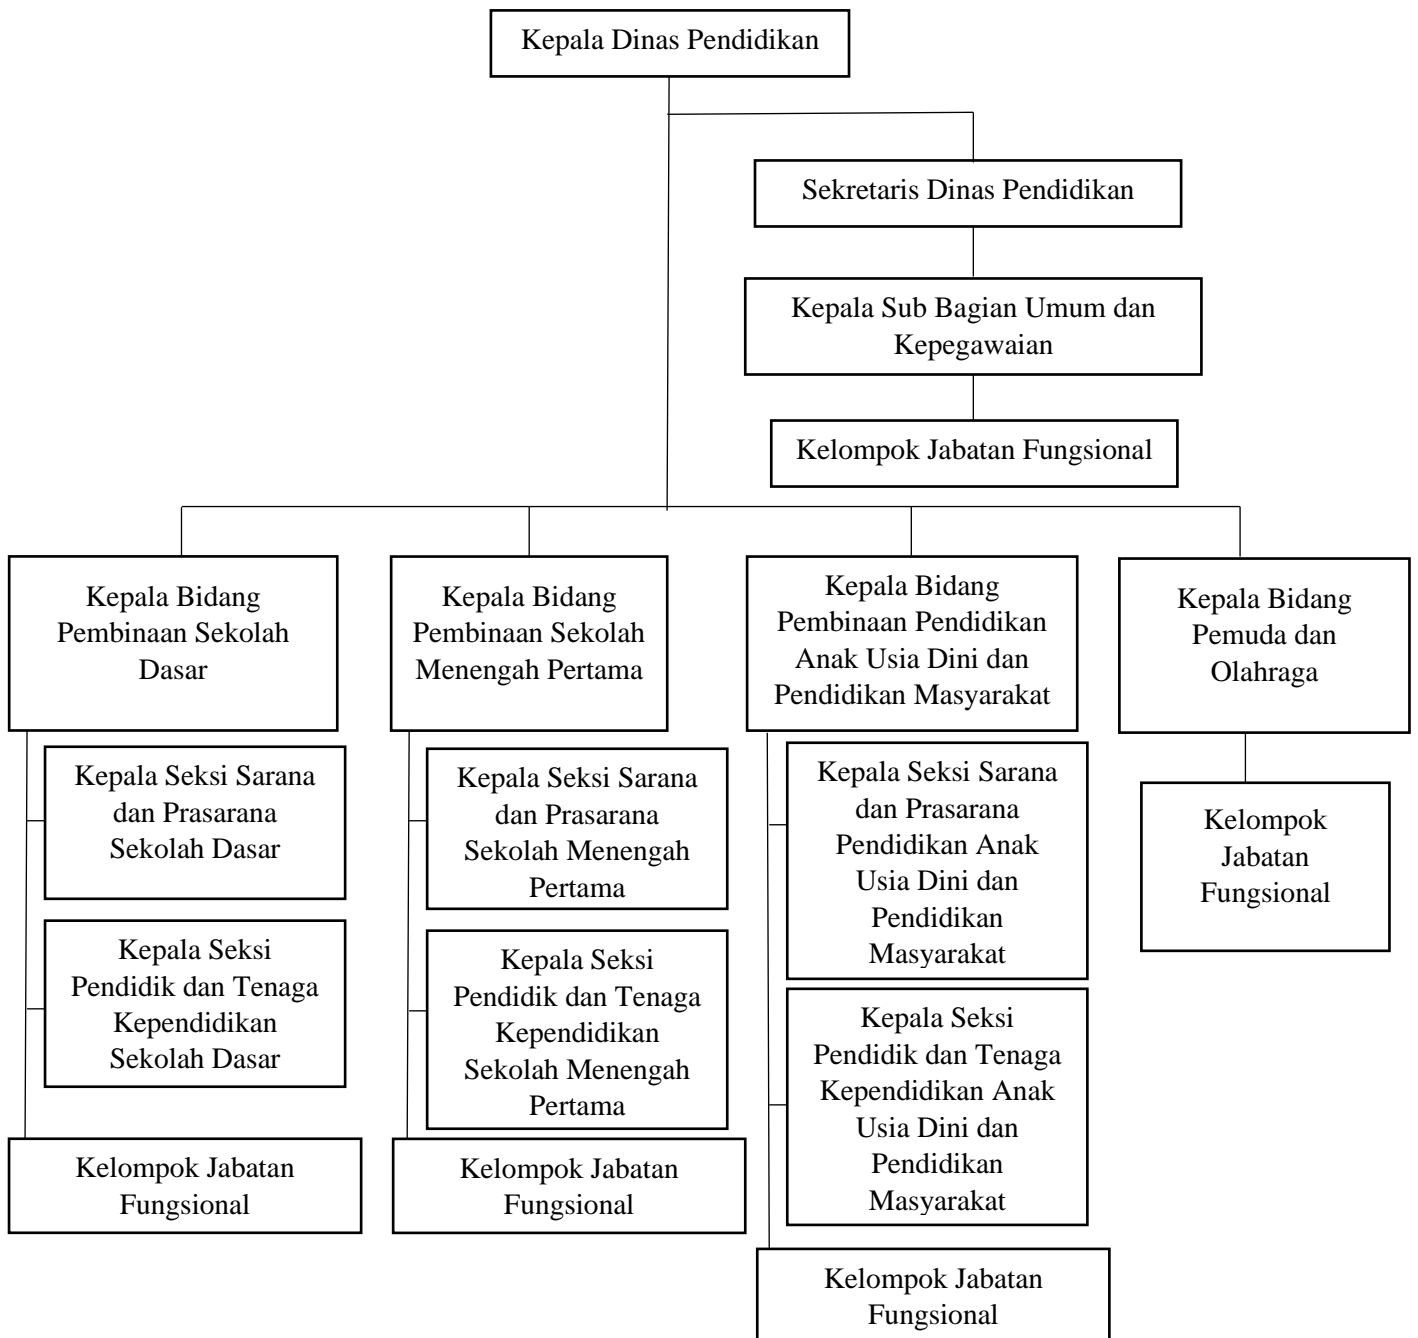 Kepala Dinas Pendidikan
Sekretaris Dinas Pendidikan
Kepala Sub Bagian Umum dan
Kepegawaian
Kelompok Jabatan Fungsional
Kepala Bidang
Pembinaan Sekolah
Dasar
Kepala Bidang
Pembinaan Sekolah
Menengah Pertama
Kepala Bidang
Pembinaan Pendidikan
Anak Usia Dini dan
Pendidikan Masyarakat
Kepala Bidang
Pemuda dan
Olahraga
Kepala Seksi Sarana
dan Prasarana
Sekolah Dasar
Kepala Seksi
Pendidik dan Tenaga
Kependidikan
Sekolah Dasar
Kelompok Jabatan
Fungsional
Kepala Seksi Sarana
dan Prasarana
Sekolah Menengah
Pertama
Kepala Seksi
Pendidik dan Tenaga
Kependidikan
Sekolah Menengah
Pertama
Kelompok Jabatan
Fungsional
Kepala Seksi Sarana
dan Prasarana
Pendidikan Anak
Usia Dini dan
Pendidikan
Masyarakat
Kepala Seksi
Pendidik dan Tenaga
Kependidikan Anak
Usia Dini dan
Pendidikan
Masyarakat
Kelompok Jabatan
Fungsional
Kelompok
Jabatan
Fungsional